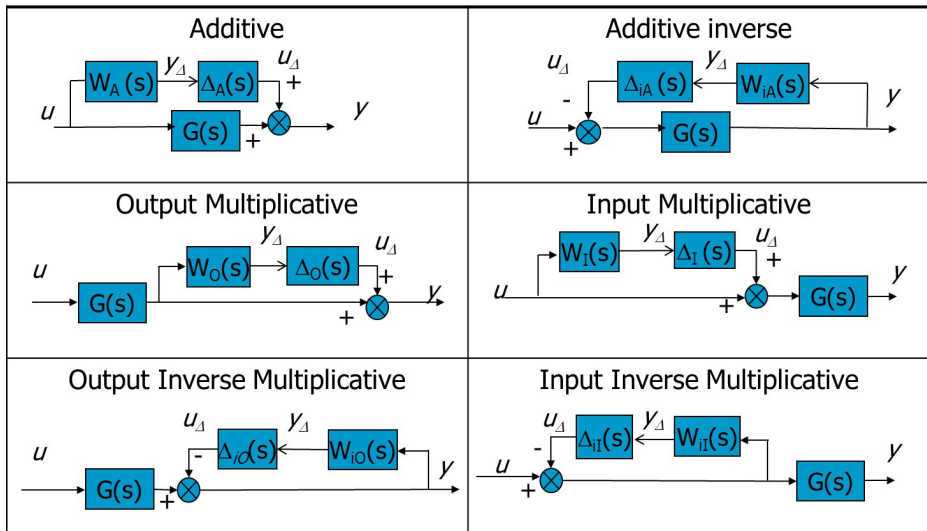 Additive
y_Δ u_Δ
W_A (s) Δ_A(s) +
u y
G(s) +
Additive inverse
u_Δ y_Δ
Δ_iA(s) W_iA(s) y
-
u + G(s)
Output Multiplicative
y_Δ u_Δ
u W_O(s) Δ_O(s) +
G(s) + y
Input Multiplicative
y_Δ u_Δ
W_I(s) Δ_I(s) +
u + G(s) y
Output Inverse Multiplicative
u_Δ y_Δ
u Δ_iO(s) W_iO(s) y
-
G(s) +
Input Inverse Multiplicative
u_Δ y_Δ
Δ_iI(s) W_iI(s) y
-
u + G(s)